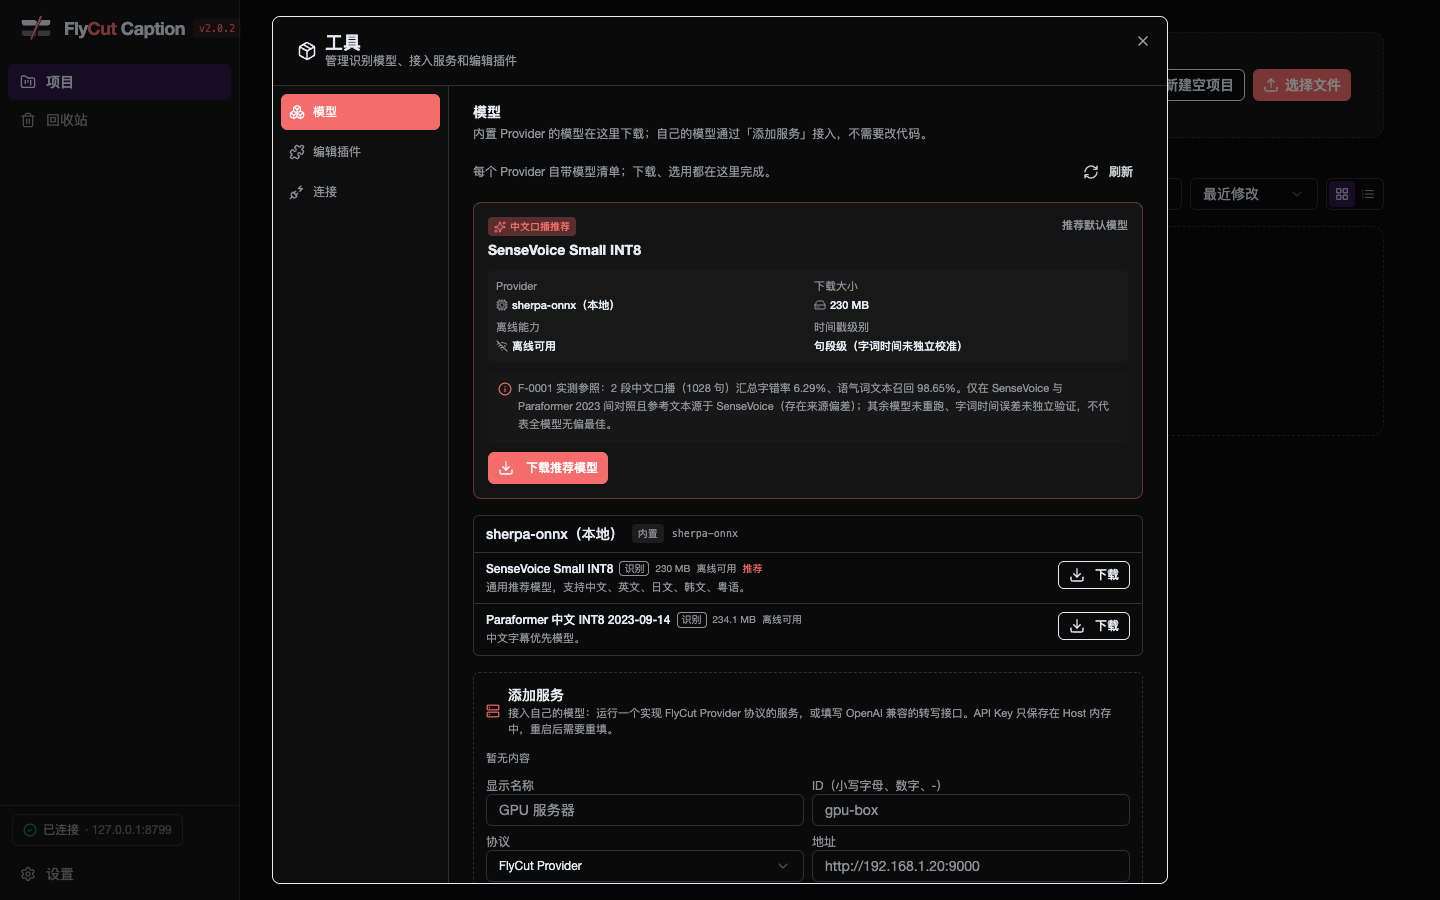 FlyCut Caption v2.0.2
项目
回收站
已连接 · 127.0.0.1:8799
设置
新建空项目
选择文件
最近修改
工具
管理识别模型、接入服务和编辑插件
模型
编辑插件
连接
模型
内置 Provider 的模型在这里下载；自己的模型通过「添加服务」接入，不需要改代码。
每个 Provider 自带模型清单；下载、选用都在这里完成。
刷新
中文口播推荐
推荐默认模型
SenseVoice Small INT8
Provider
下载大小
sherpa-onnx（本地）
230 MB
离线能力
时间戳级别
离线可用
句段级（字词时间未独立校准）
F-0001 实测参照：2 段中文口播（1028 句）汇总字错率 6.29%、语气词文本召回 98.65%。仅在 SenseVoice 与
Paraformer 2023 间对照且参考文本源于 SenseVoice（存在来源偏差）；其余模型未重跑、字词时间误差未独立验证，不代
表全模型无偏最佳。
下载推荐模型
sherpa-onnx（本地） 内置 sherpa-onnx
SenseVoice Small INT8 识别 230 MB 离线可用 推荐
通用推荐模型，支持中文、英文、日文、韩文、粤语。
下载
Paraformer 中文 INT8 2023-09-14 识别 234.1 MB 离线可用
中文字幕优先模型。
下载
添加服务
接入自己的模型：运行一个实现 FlyCut Provider 协议的服务，或填写 OpenAI 兼容的转写接口。API Key 只保存在 Host 内存
中，重启后需要重填。
暂无内容
显示名称
ID（小写字母、数字、-）
GPU 服务器
gpu-box
协议
地址
FlyCut Provider
http://192.168.1.20:9000